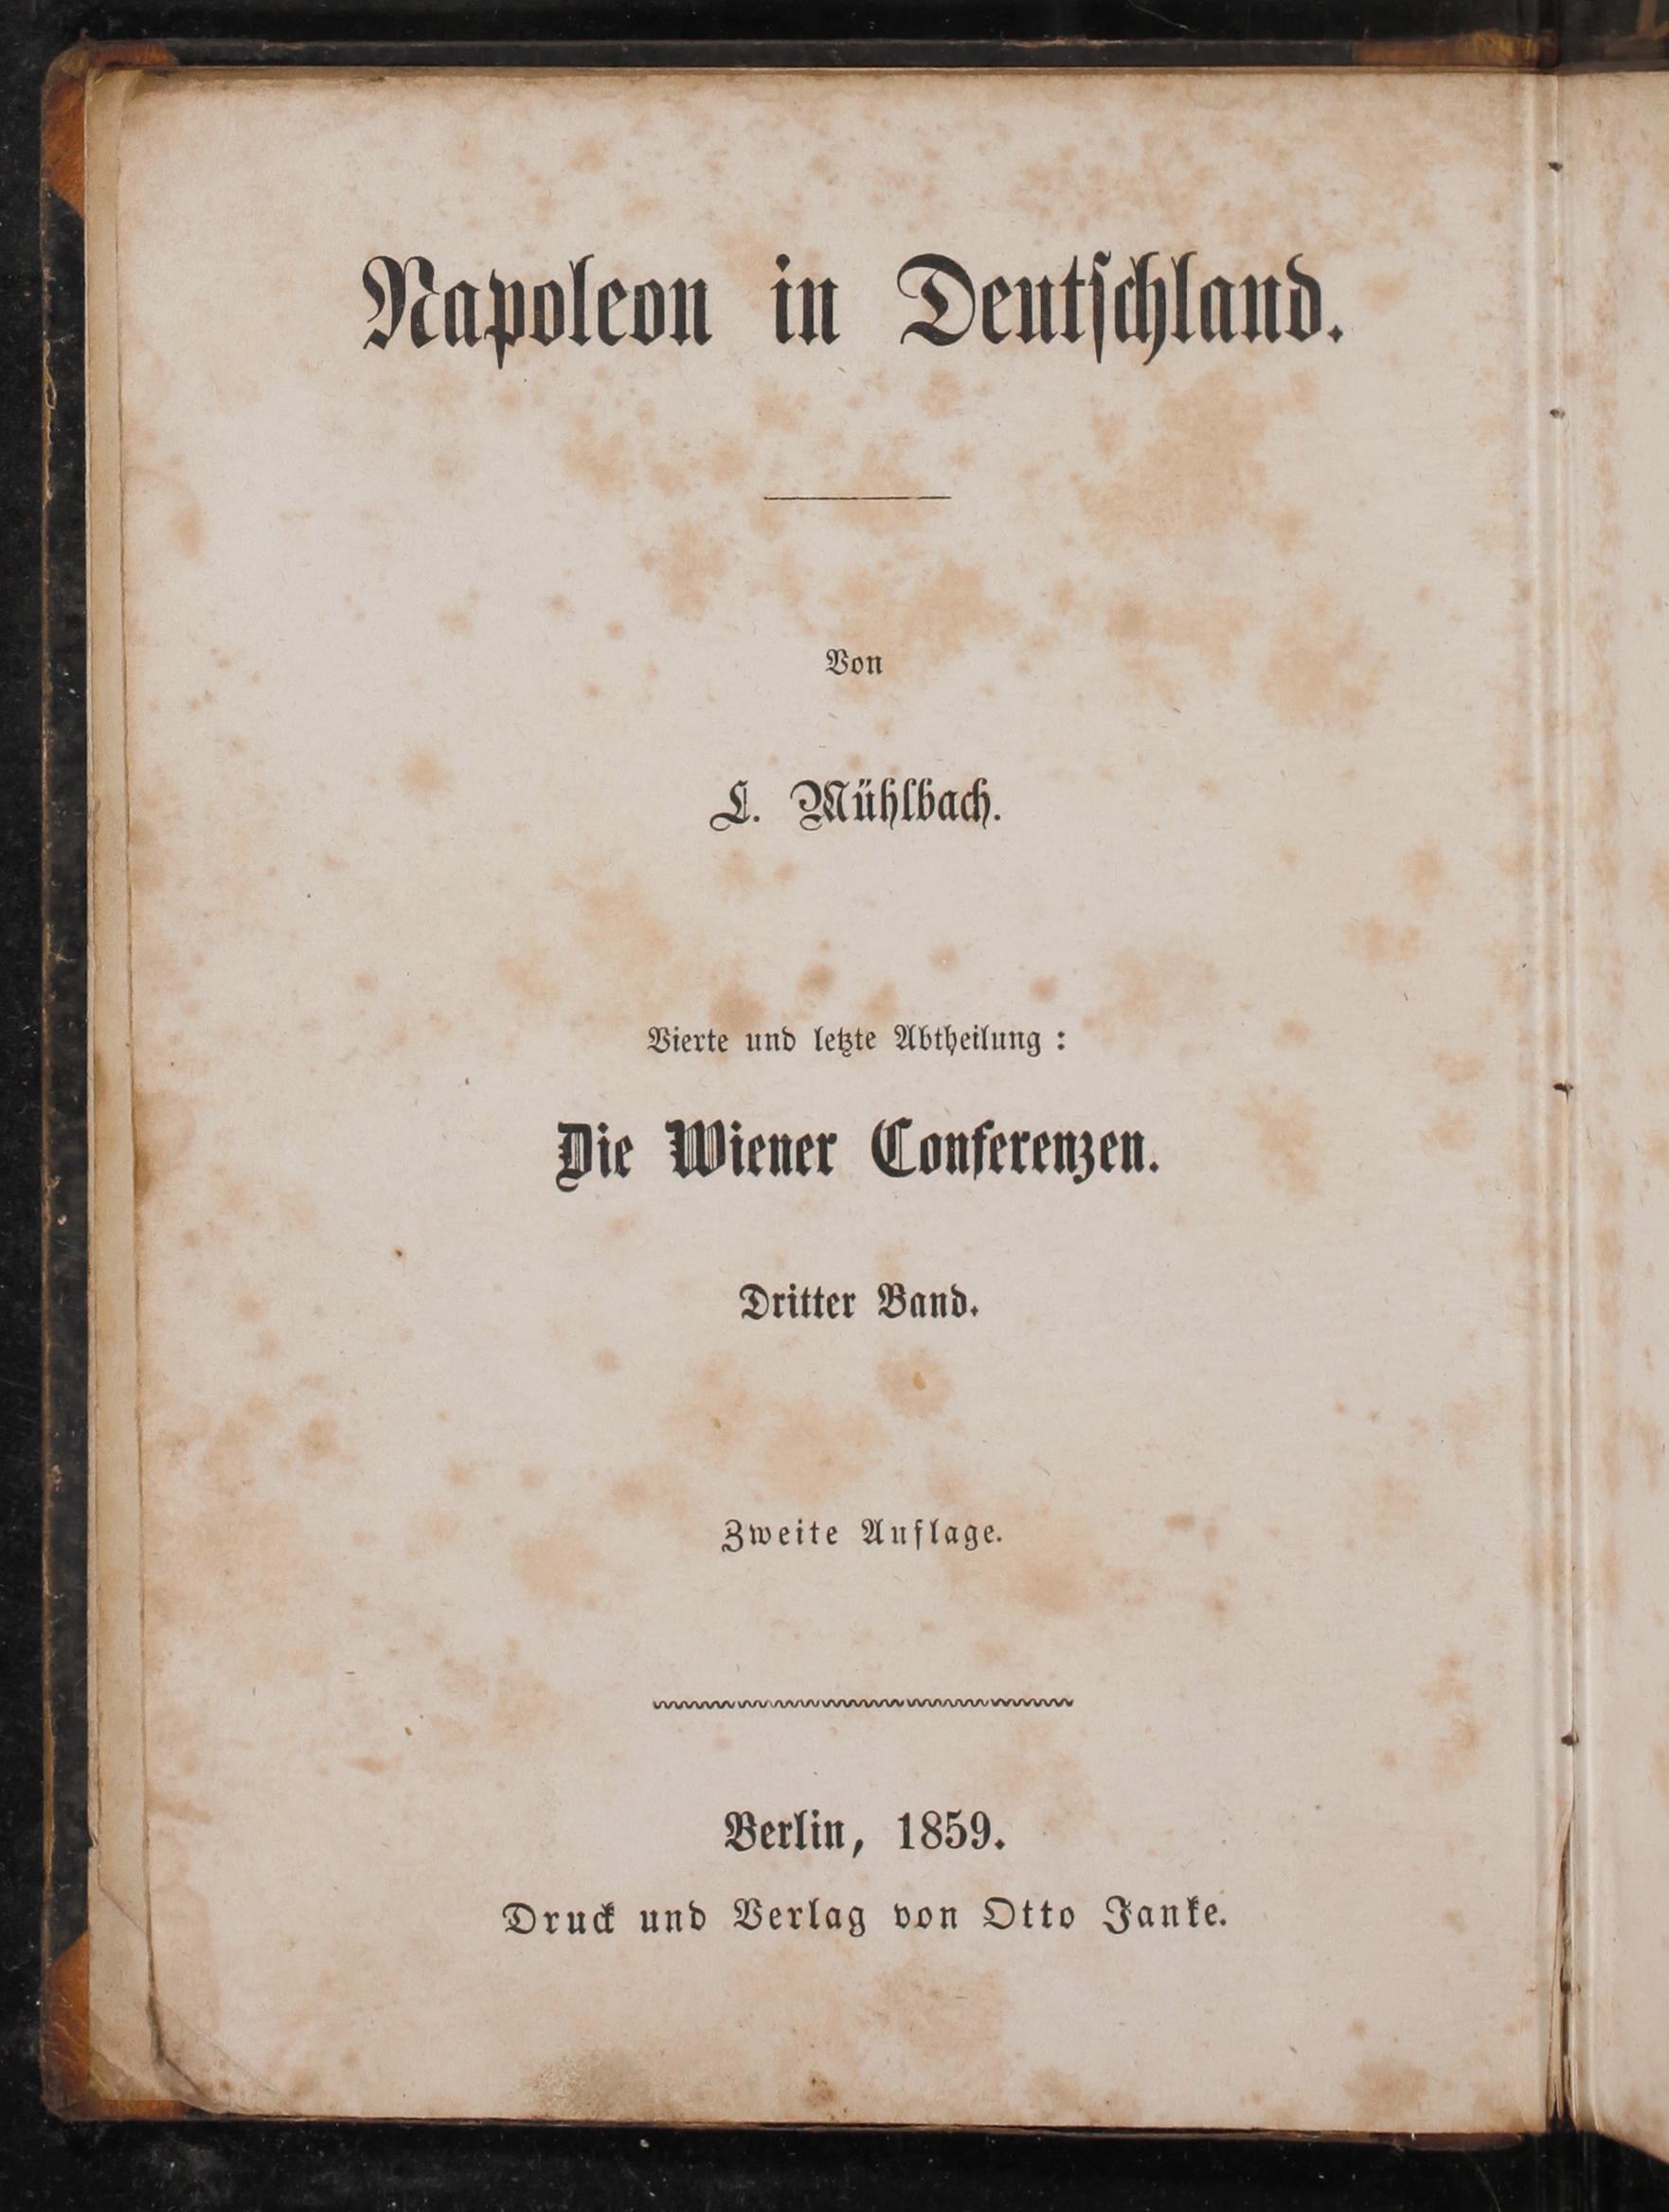 Napoleon in Deutschland.
Von
L. Mühlbach.
Vierte und letzte Abtheilung :
Die Wiener Conferenzen.
Dritter Band.
Zweite Auflage.
Berlin, 1859.
Druck und Verlag von Otto Janke.